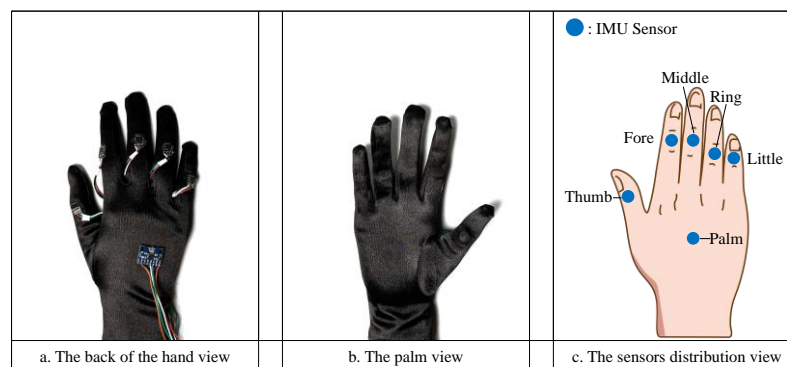 : IMU Sensor
Middle
Ring
Fore
Little
Thumb
Palm
a. The back of the hand view
b. The palm view
c. The sensors distribution view